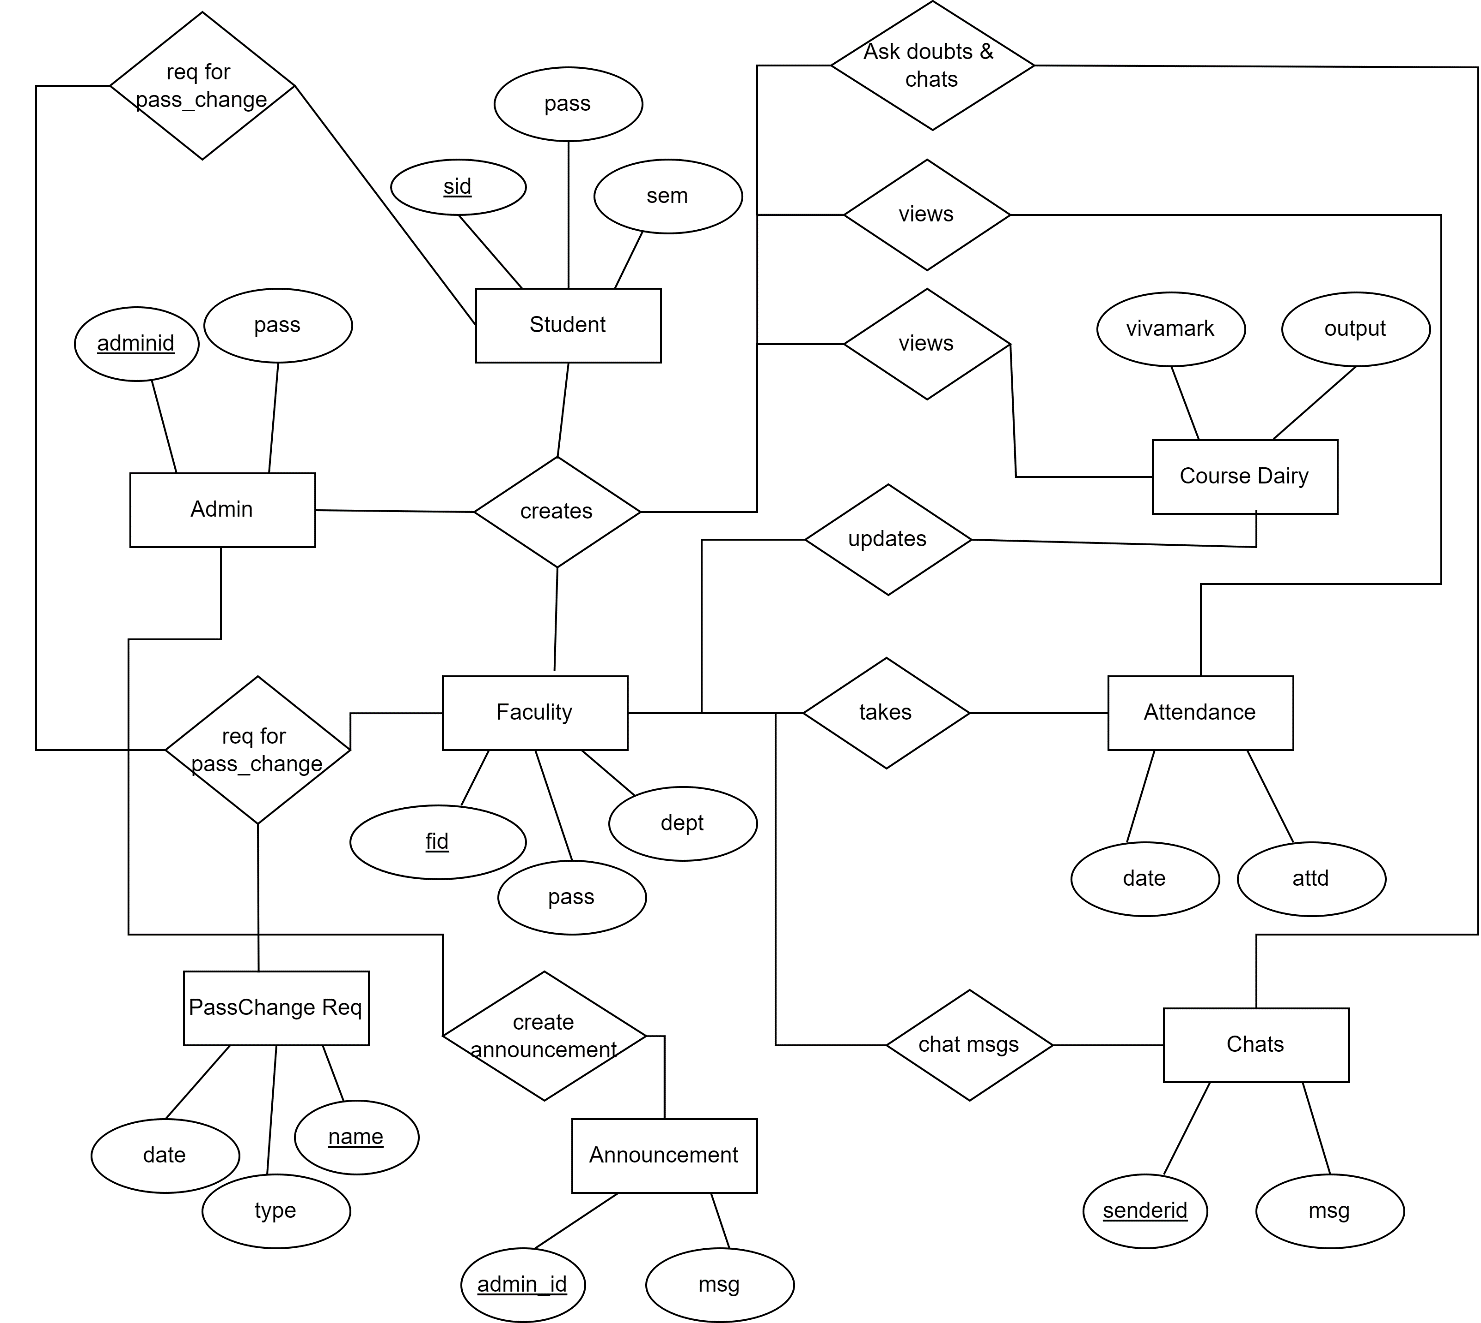 Ask doubts &
chats
req for
pass_change
pass
sid
sem
views
adminid
pass
Student
views
vivamark
output
Course Dairy
Admin
creates
updates
req for
pass_change
Faculity
takes
Attendance
fid
dept
pass
date
attd
PassChange Req
create
announcement
chat msgs
Chats
date
name
type
Announcement
senderid
msg
admin_id
msg